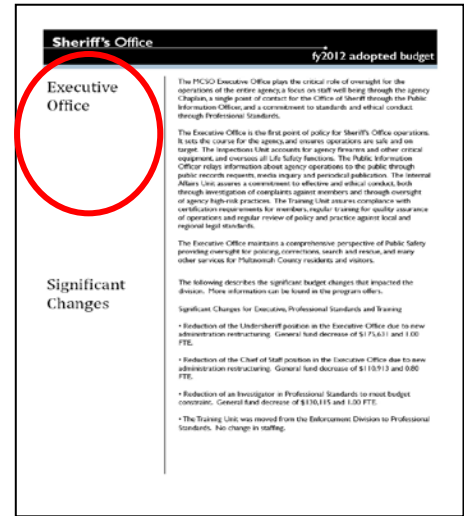 Sheriff's Office
fy2012 adopted budget
Executive
Office
The MCSO Executive Office plays the critical role of oversight for the
operations of the entire agency, a focus on staff well being through the agency
Chaplain, a single point of contact for the Office of Sheriff through the Public
Information Officer, and a commitment to standards and ethical conduct
through Professional Standards.
The Executive Office is the first point of policy for Sheriff's Office operations.
It sets the course for the agency, and ensures operations are safe and on
target. The Inspections Unit accounts for agency firearms and other critical
equipment, and oversees all Life Safety functions. The Public Information
Officer relays information about agency operations to the public through
public records requests, media inquiry and periodical publication. The Internal
Affairs Unit assures a commitment to effective and ethical conduct, both
through investigation of complaints against members and through oversight
of agency high-risk practices. The Training Unit assures compliance with
certification requirements for members, regular training for quality assurance
of operations and regular review of policy and practice against local and
regional legal standards.
The Executive Office maintains a comprehensive perspective of Public Safety
providing oversight for policing, corrections, search and rescue, and many
other services for Multnomah County residents and visitors.
Significant
Changes
The following describes the significant budget changes that impacted the
division. More information can be found in the program offers.
Significant Changes for Executive, Professional Standards and Training
• Reduction of the Undersheriff position in the Executive Office due to new
administration restructuring. General fund decrease of $175,631 and 1.00
FTE.
• Reduction of the Chief of Staff position in the Executive Office due to new
administration restructuring. General fund decrease of $110,913 and 0.80
FTE.
• Reduction of an Investigator in Professional Standards to meet budget
constraint. General fund decrease of $130,115 and 1.00 FTE.
• The Training Unit was moved from the Enforcement Division to Professional
Standards. No change in staffing.